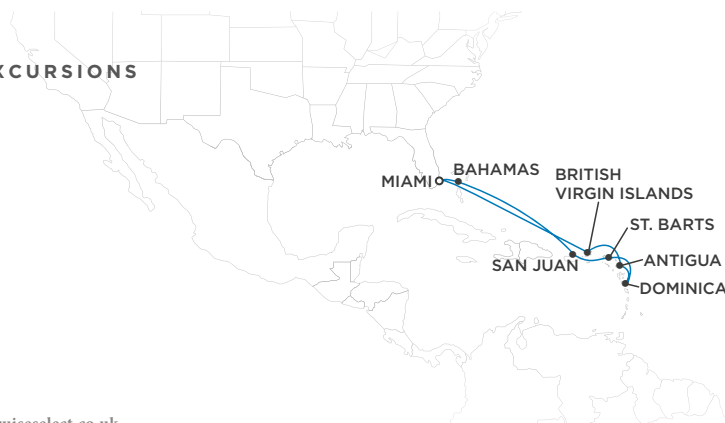 XCURSIONS
MIAMI
BAHAMAS
BRITISH
VIRGIN ISLANDS
ST. BARTS
SAN JUAN
ANTIGUA
DOMINICA